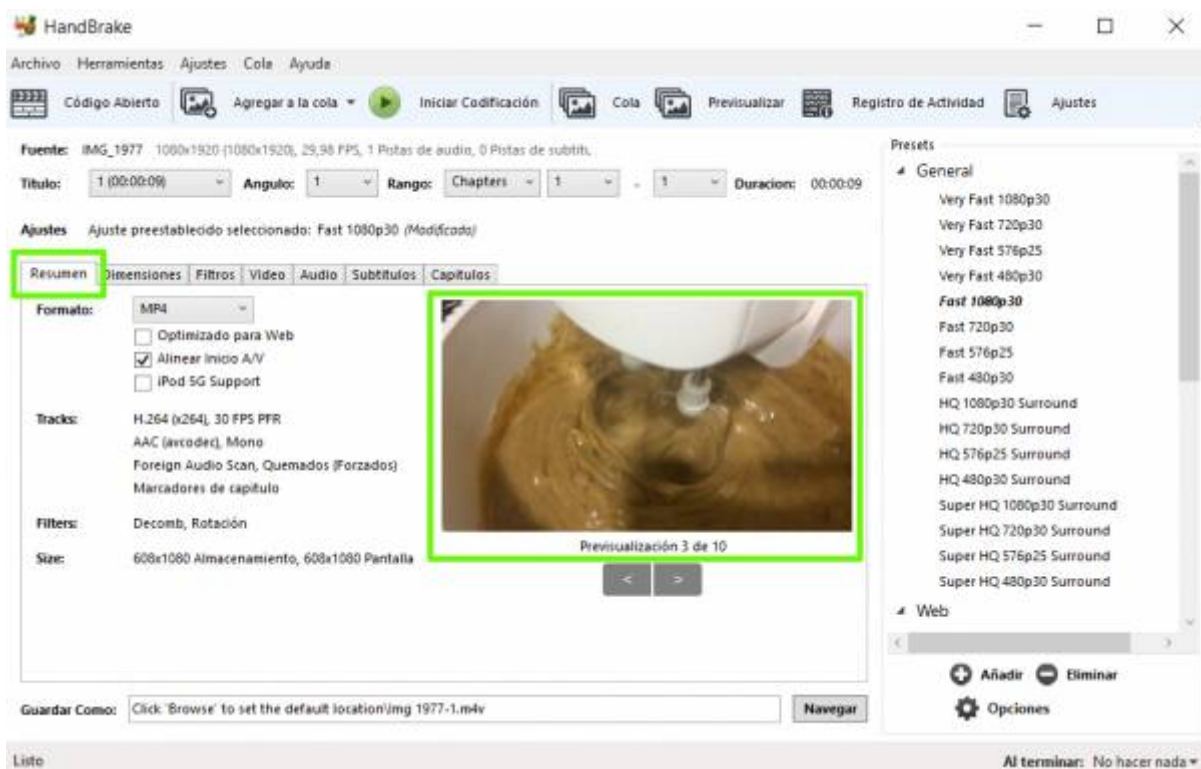 HandBrake
Archivo Herramientas Ajustes Cola Ayuda
Código Abierto Agregar a la cola Iniciar Codificación Cola Previsualizar Registro de Actividad Ajustes
Fuente: IMG_1977 1080x1920 (1080x1920), 29,98 FPS, 1 Pistas de audio, 0 Pistas de subtit.
Titulo: 1 (00:00:09) Angulo: 1 Rango: Chapters 1 - 1 Duracion: 00:00:09
Ajustes Ajuste preestablecido seleccionado: Fast 1080p30 (Modificado)
Resumen Dimensiones Filtros Video Audio Subtitulos Capitulos
Formato: MP4
Optimizado para Web
Alinear Inicio A/V
iPod 5G Support
Tracks: H.264 (x264), 30 FPS PFR
AAC (avcodec), Mono
Foreign Audio Scan, Quemados (Forzados)
Marcadores de capitulo
Filters: Decomb, Rotación
Size: 608x1080 Almacenamiento, 608x1080 Pantalla
Previsualización 3 de 10
< >
Guardar Como: Click 'Browse' to set the default location\img 1977-1.m4v Navegar
Presets
General
Very Fast 1080p30
Very Fast 720p30
Very Fast 576p25
Very Fast 480p30
Fast 1080p30
Fast 720p30
Fast 576p25
Fast 480p30
HQ 1080p30 Surround
HQ 720p30 Surround
HQ 576p25 Surround
HQ 480p30 Surround
Super HQ 1080p30 Surround
Super HQ 720p30 Surround
Super HQ 576p25 Surround
Super HQ 480p30 Surround
Web
Añadir Eliminar
Opciones
Listo Al terminar: No hacer nada